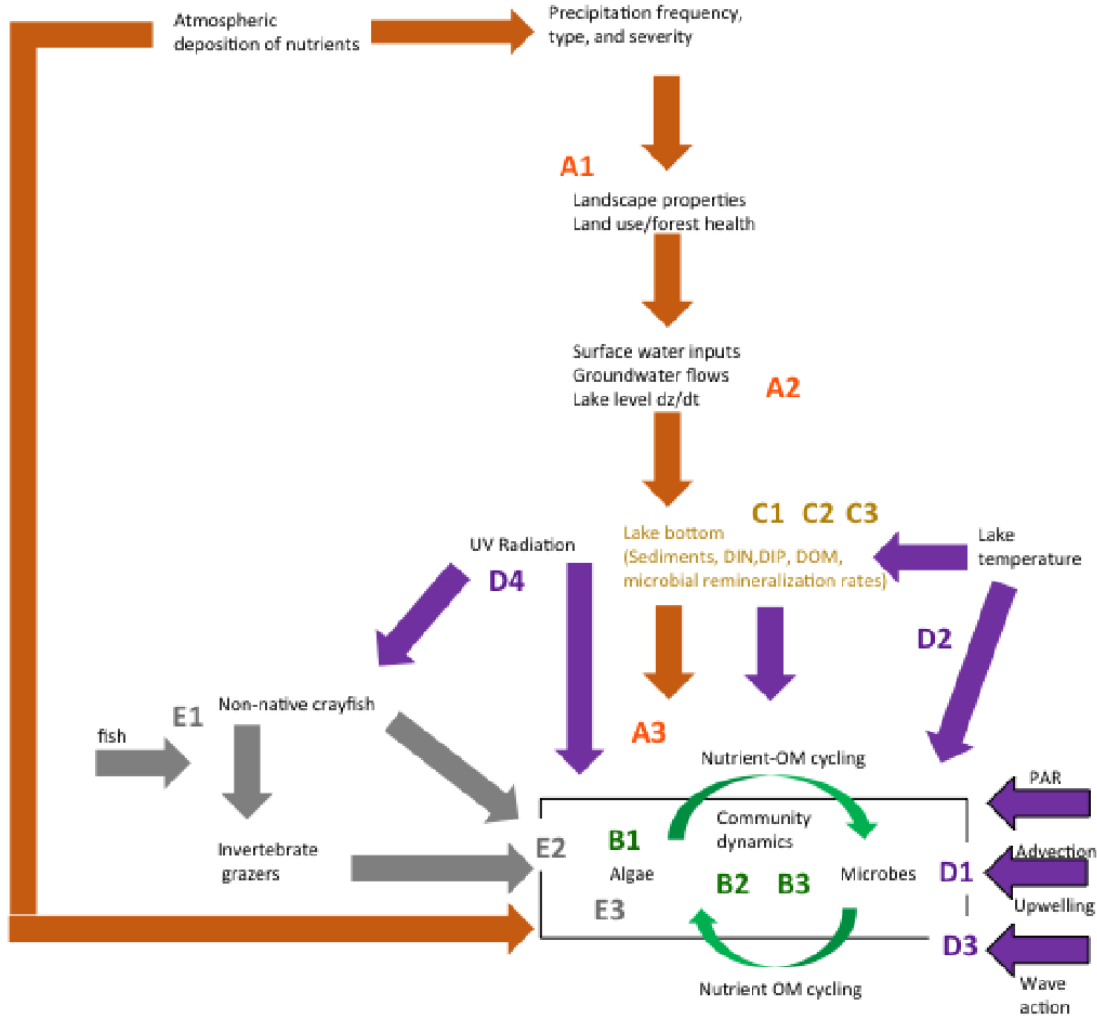 Atmospheric
deposition of nutrients
Precipitation frequency,
type, and severity
A1
Landscape properties
Land use/forest health
Surface water inputs
Groundwater flows
Lake level dz/dt
A2
C1 C2 C3
Lake bottom
(Sediments, DIN,DIP, DOM,
microbial remineralization rates)
Lake
temperature
UV Radiation
D4
D2
E1
Non-native crayfish
fish
A3
Nutrient-OM cycling
PAR
Invertebrate
grazers
E2
B1
Algae
E3
Community
dynamics
B2 B3
Microbes
D1
Advection
Upwelling
D3
Nutrient OM cycling
Wave
action